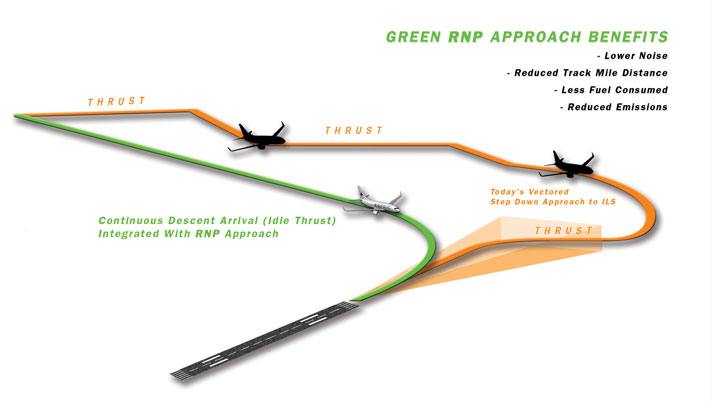 GREEN RNP APPROACH BENEFITS
- Lower Noise
- Reduced Track Mile Distance
- Less Fuel Consumed
- Reduced Emissions
THRUST
THRUST
Today's Vectored
Step Down Approach to ILS
Continuous Descent Arrival (Idle Thrust)
Integrated With RNP Approach
THRUST